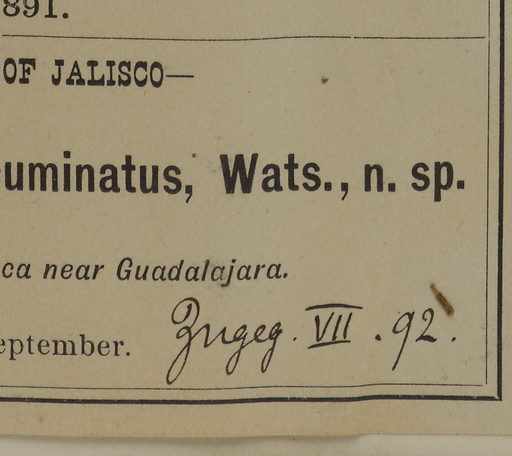 891.
OF JALISCO—
uminatus, Wats., n. sp.
ca near Guadalajara.
eptember. Zugeg. VII. 92.